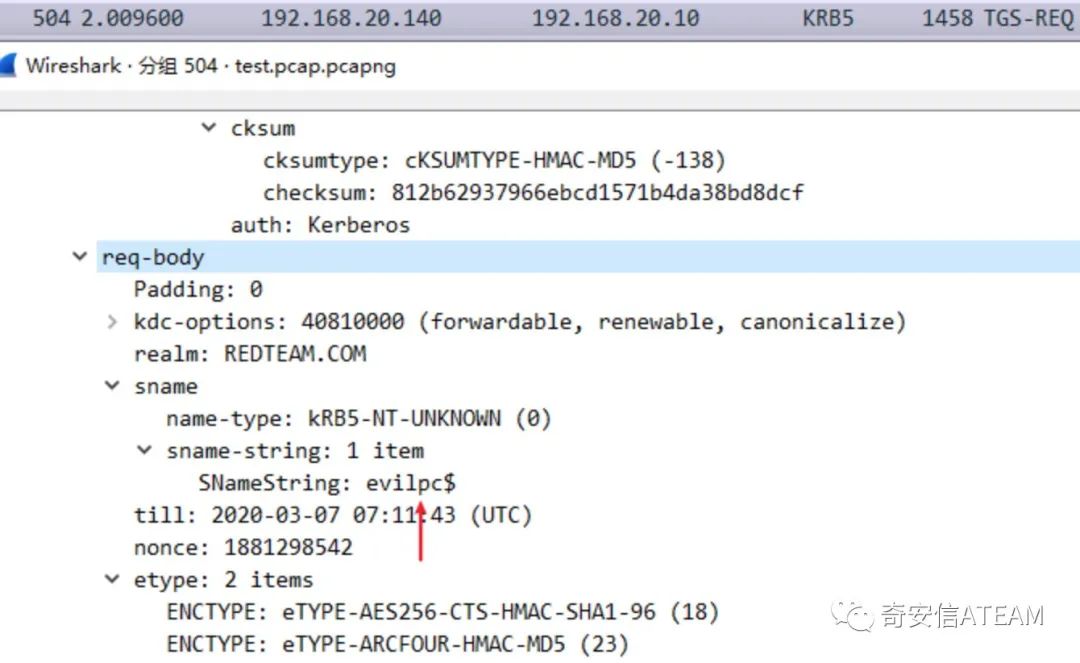 504 2.009600 192.168.20.140 192.168.20.10 KRB5 1458 TGS-REQ
Wireshark · 分组 504 · test.pcap.pcapng
cksum
cksumtype: cKSUMTYPE-HMAC-MD5 (-138)
checksum: 812b62937966ebcd1571b4da38bd8dcf
auth: Kerberos
req-body
Padding: 0
kdc-options: 40810000 (forwardable, renewable, canonicalize)
realm: REDTEAM.COM
sname
name-type: kRB5-NT-UNKNOWN (0)
sname-string: 1 item
SNameString: evilpc$
till: 2020-03-07 07:11:43 (UTC)
nonce: 1881298542
etype: 2 items
ENCTYPE: eTYPE-AES256-CTS-HMAC-SHA1-96 (18)
ENCTYPE: eTYPE-ARCFOUR-HMAC-MD5 (23)
奇安信ATEAM